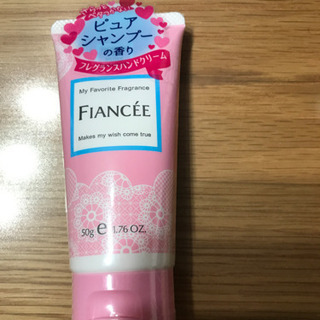 ピュア
シャンプー
の香り
フレグランスハンドクリーム
My Favorite Fragrance
FIANCÉE
Makes my wish come true
50g e 1.76 OZ.